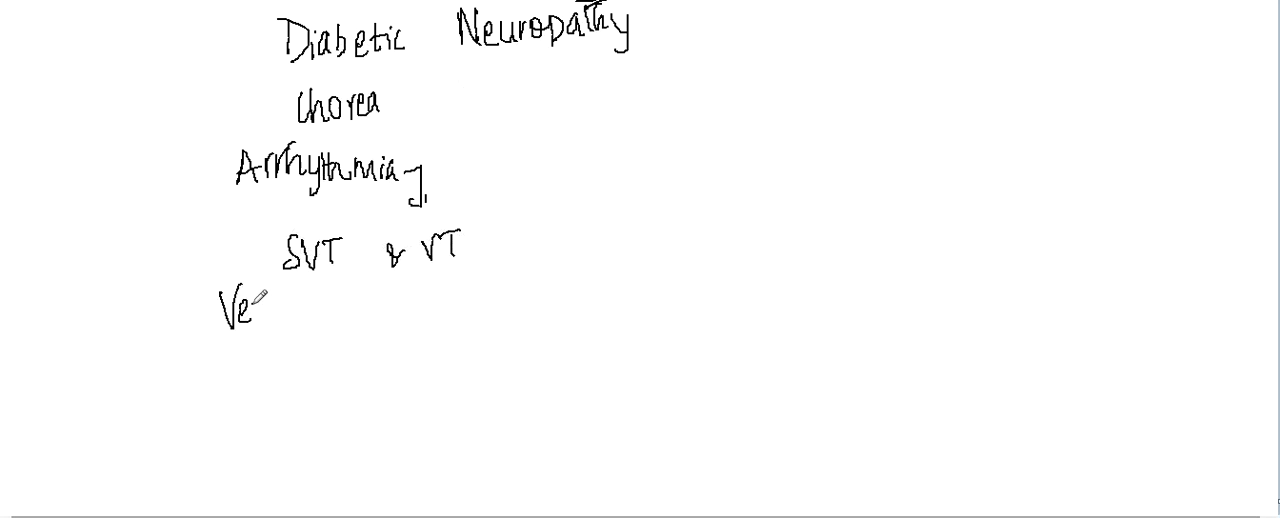 Diabetic Neuropathy
Chorea
Arrhythmia
SVT & VT
Ve